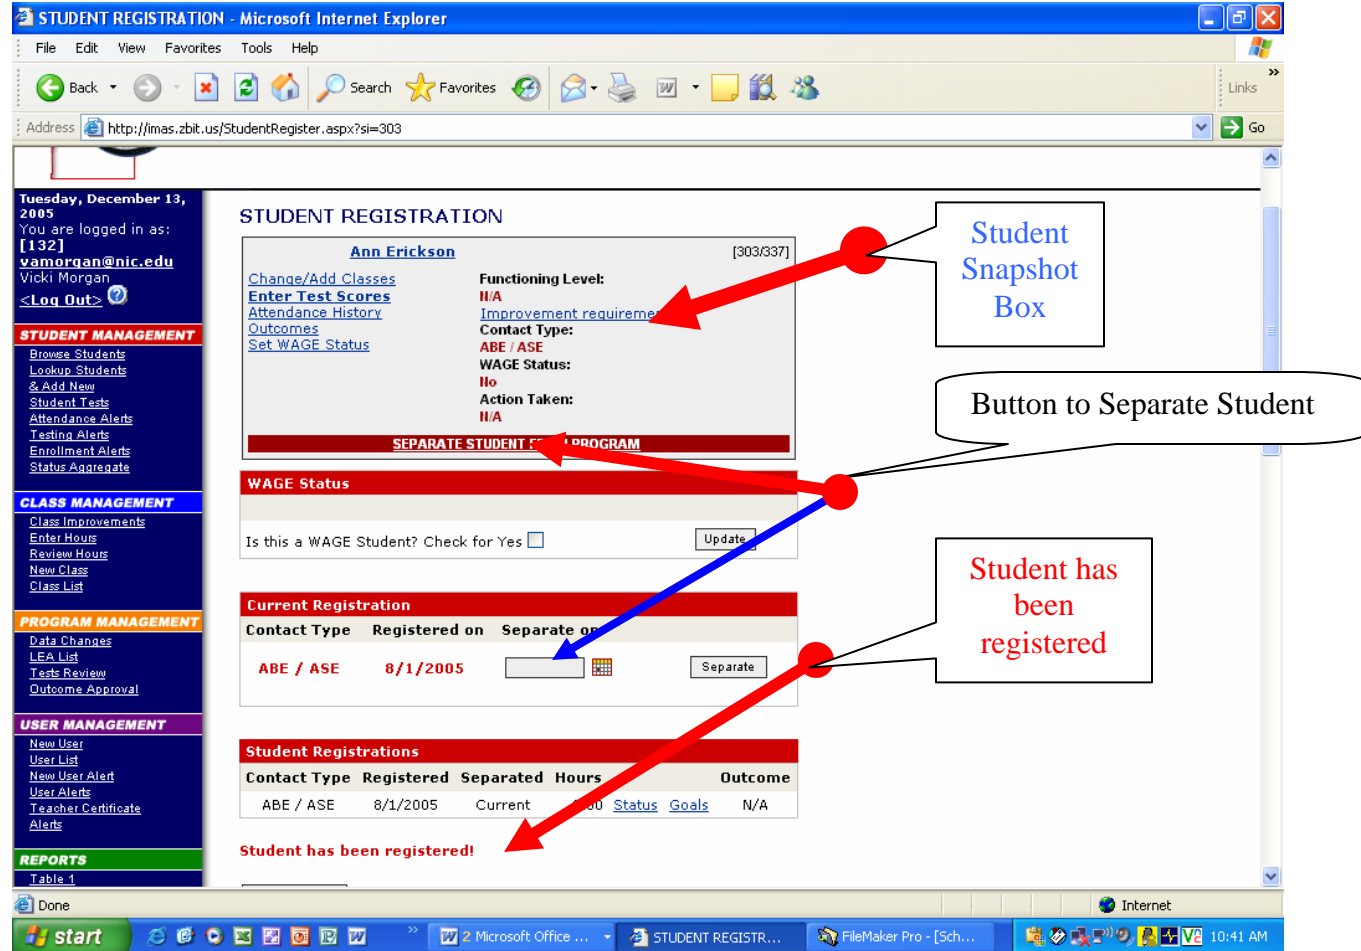 STUDENT REGISTRATION - Microsoft Internet Explorer
File Edit View Favorites Tools Help
Back Search Favorites Links
Address http://imas.zbit.us/StudentRegister.aspx?si=303 Go
Tuesday, December 13,
2005
You are logged in as:
[132]
vamorgan@nic.edu
Vicki Morgan
<Log Out>
STUDENT MANAGEMENT
Browse Students
Lookup Students
& Add New
Student Tests
Attendance Alerts
Testing Alerts
Enrollment Alerts
Status Aggregate
CLASS MANAGEMENT
Class Improvements
Enter Hours
Review Hours
New Class
Class List
PROGRAM MANAGEMENT
Data Changes
LEA List
Tests Review
Outcome Approval
USER MANAGEMENT
New User
User List
New User Alert
User Alerts
Teacher Certificate
Alerts
REPORTS
Table 1
STUDENT REGISTRATION
Ann Erickson [303/337]
Change/Add Classes
Enter Test Scores
Attendance History
Outcomes
Set WAGE Status
Functioning Level:
N/A
Improvement requireme
Contact Type:
ABE / ASE
WAGE Status:
No
Action Taken:
N/A
SEPARATE STUDENT PROGRAM
WAGE Status
Is this a WAGE Student? Check for Yes Update
Current Registration
Contact Type Registered on Separate on
ABE / ASE 8/1/2005 Separate
Student Registrations
Contact Type Registered Separated Hours Outcome
ABE / ASE 8/1/2005 Current Status Goals N/A
Student has been registered!
Student
Snapshot
Box
Button to Separate Student
Student has
been
registered
Done Internet
start 2 Microsoft Office ... STUDENT REGISTR... FileMaker Pro - [Sch... 10:41 AM